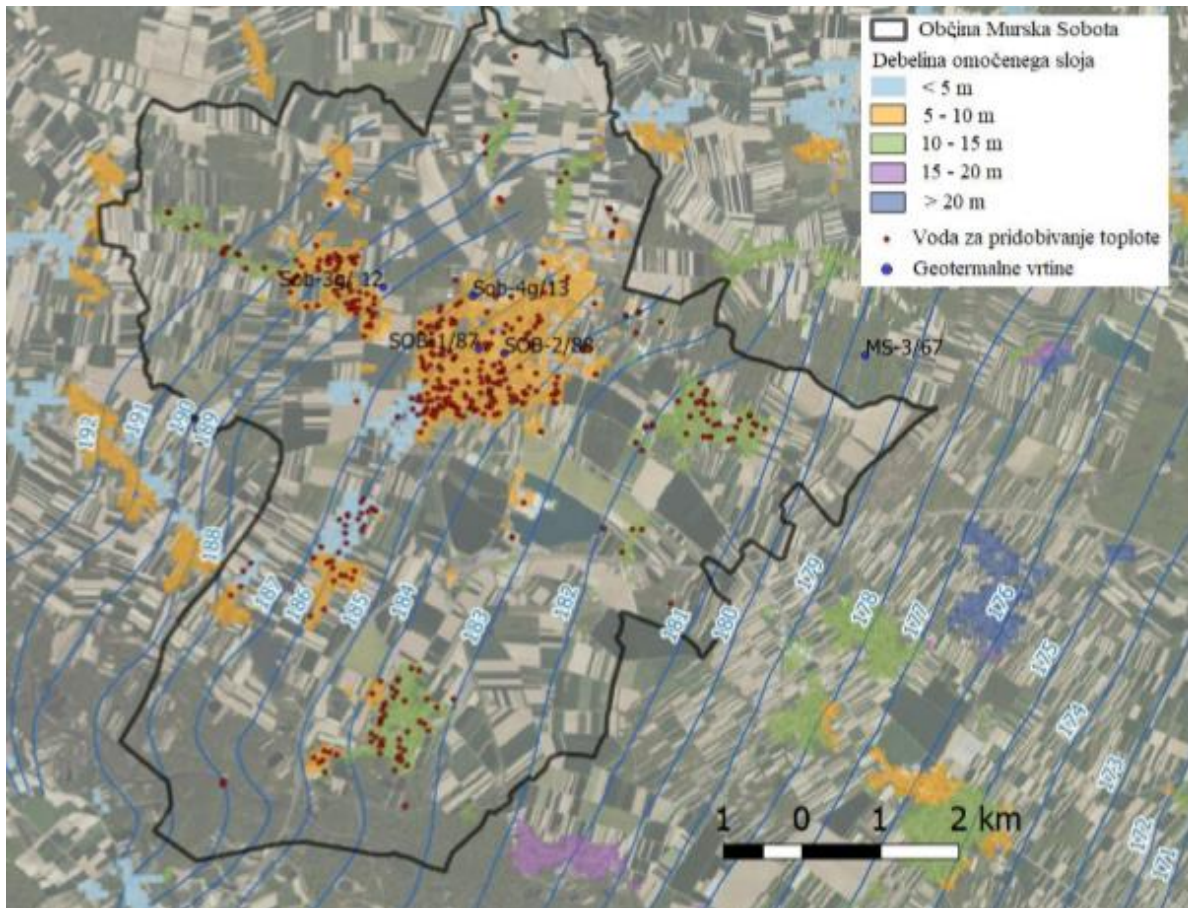 Občina Murska Sobota
Debelina omočenega sloja
< 5 m
5 - 10 m
10 - 15 m
15 - 20 m
> 20 m
Voda za pridobivanje toplote
Geotermalne vrtine
Sob-3g/ 12
Sob-4g/13
SOB-1/87
SOB-2/88
MS-3/67
192
191
190
189
188
187
186
185
184
183
182
181
180
179
178
177
176
175
174
173
172
171
1 0 1 2 km